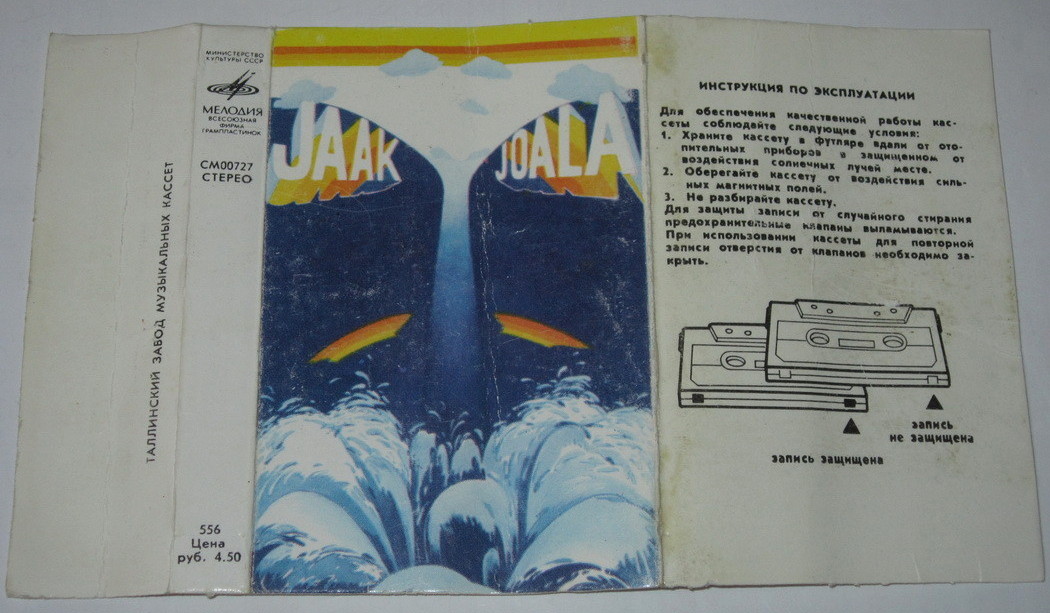 ТАЛЛИНСКИЙ ЗАВОД МУЗЫКАЛЬНЫХ КАССЕТ
МИНИСТЕРСТВО
КУЛЬТУРЫ СССР
МЕЛОДИЯ
ВСЕСОЮЗНАЯ
ФИРМА
ГРАМПЛАСТИНОК
СМ00727
СТЕРЕО
556
Цена
руб. 4.50
JAAK JOALA
ИНСТРУКЦИЯ ПО ЭКСПЛУАТАЦИИ
Для обеспечения качественной работы кас-
сеты соблюдайте следующие условия:
1. Храните кассету в футляре вдали от ото-
пительных приборов в защищенном от
воздействия солнечных лучей месте.
2. Оберегайте кассету от воздействия силь-
ных магнитных полей.
3. Не разбирайте кассету.
Для защиты записи от случайного стирания
предохранительные клапаны выламываются.
При использовании кассеты для повторной
записи отверстия от клапанов необходимо за-
крыть.
запись
не защищена
запись защищена